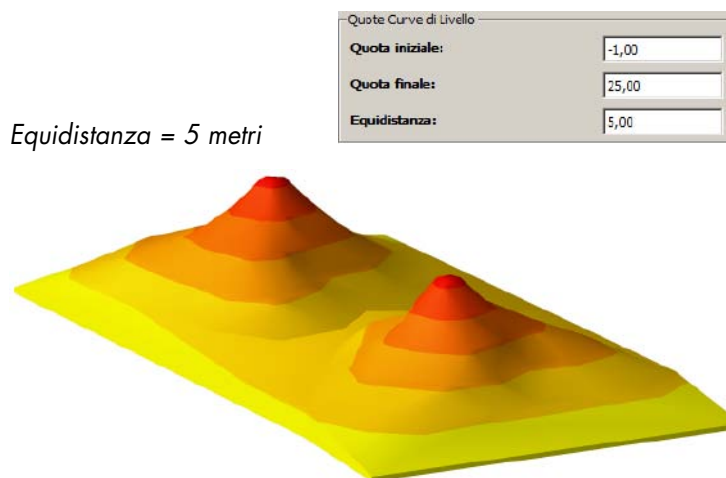 Quote Curve di Livello
Quota iniziale: -1,00
Quota finale: 25,00
Equidistanza: 5,00
Equidistanza = 5 metri